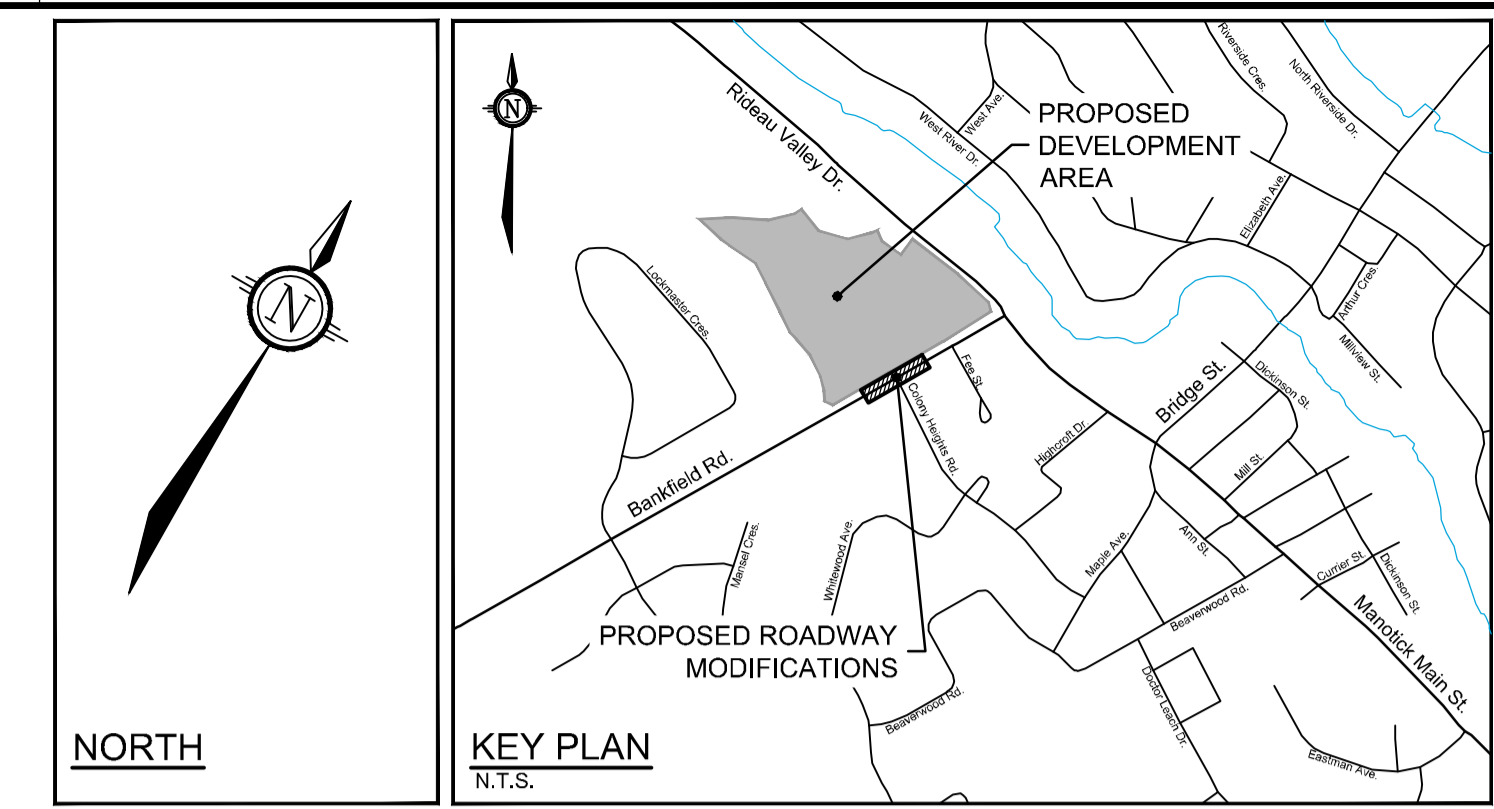 N
NORTH
N
Rideau Valley Dr.
West River Dr.
West Ave.
Riverside Cres.
North Riverside Dr.
PROPOSED
DEVELOPMENT
AREA
Elizabeth Ave.
Arthur Cres.
Millview St.
Lockmaster Cres.
Fee St.
Colony Heights Rd.
Highcroft Dr.
Bridge St.
Dickinson St.
Mill St.
Bankfield Rd.
Mansel Cres.
Whitewood Ave.
Maple Ave.
Ann St.
Currier St.
Dickinson St.
Beaverwood Rd.
Manotick Main St.
PROPOSED ROADWAY
MODIFICATIONS
Beaverwood Rd.
Doctor Leach Dr.
Eastman Ave.
KEY PLAN
N.T.S.